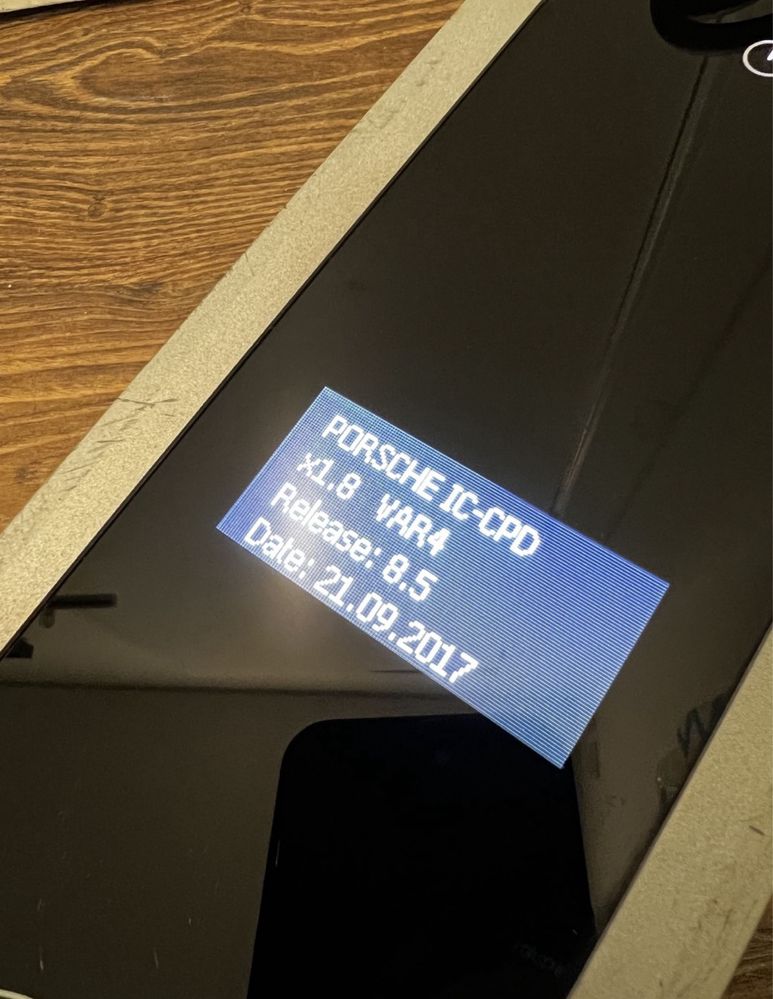 PORSCHE IC-CPD
x1.8 VAR4
Release: 8.5
Date: 21.09.2017